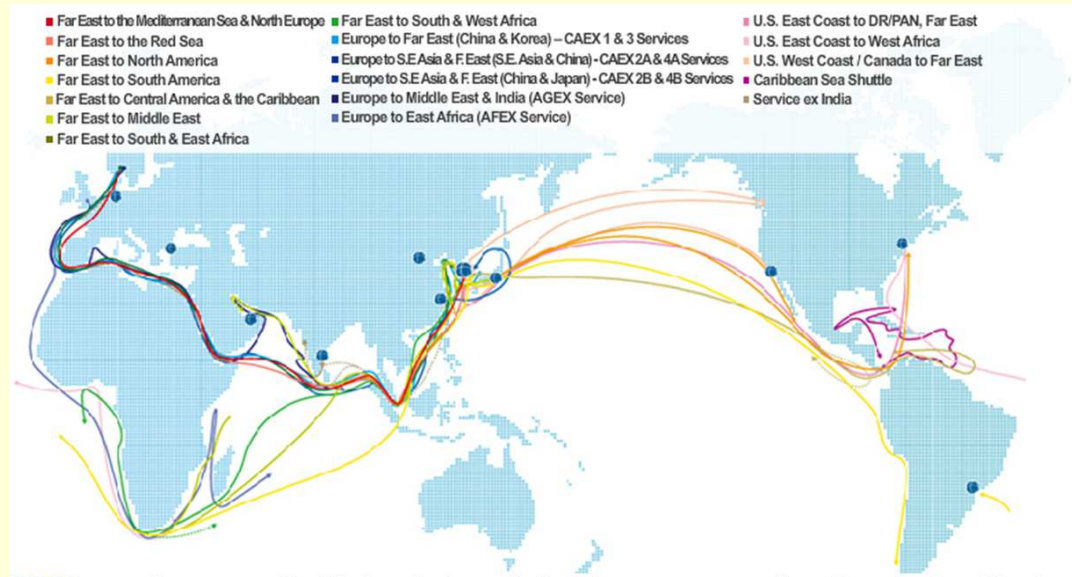 Far East to the Mediterranean Sea & North Europe
Far East to the Red Sea
Far East to North America
Far East to South America
Far East to Central America & the Caribbean
Far East to Middle East
Far East to South & East Africa
Far East to South & West Africa
Europe to Far East (China & Korea) – CAEX 1 & 3 Services
Europe to S.E Asia & F. East (S.E. Asia & China) - CAEX 2A & 4A Services
Europe to S.E Asia & F. East (China & Japan) - CAEX 2B & 4B Services
Europe to Middle East & India (AGEX Service)
Europe to East Africa (AFEX Service)
U.S. East Coast to DR/PAN, Far East
U.S. East Coast to West Africa
U.S. West Coast / Canada to Far East
Caribbean Sea Shuttle
Service ex India